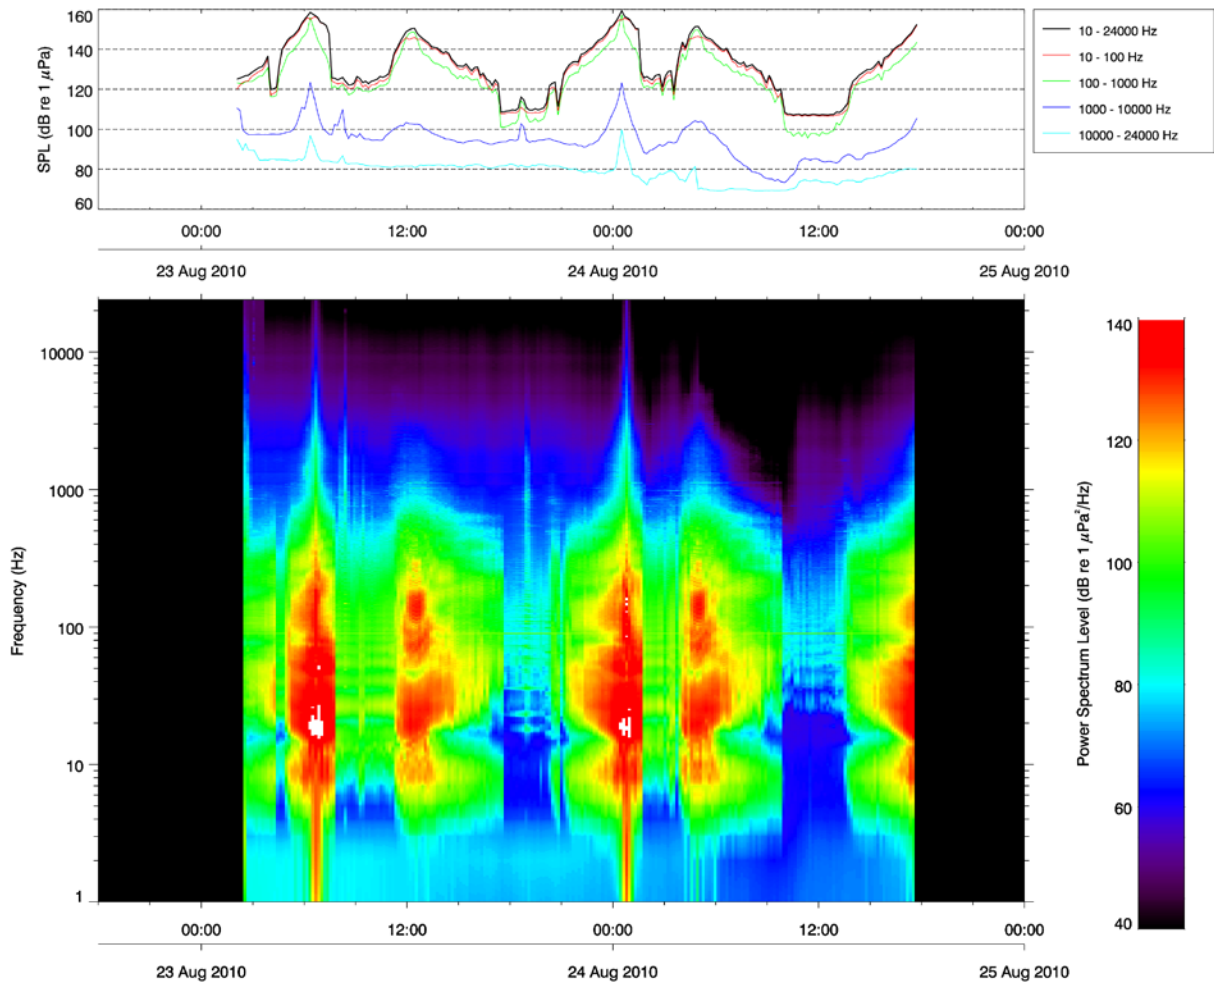 160
140
120
100
80
60
SPL (dB re 1 µPa)
10 - 24000 Hz
10 - 100 Hz
100 - 1000 Hz
1000 - 10000 Hz
10000 - 24000 Hz
00:00 12:00 00:00 12:00 00:00
23 Aug 2010 24 Aug 2010 25 Aug 2010
10000
1000
100
10
1
Frequency (Hz)
140
120
100
80
60
40
Power Spectrum Level (dB re 1 µPa²/Hz)
00:00 12:00 00:00 12:00 00:00
23 Aug 2010 24 Aug 2010 25 Aug 2010